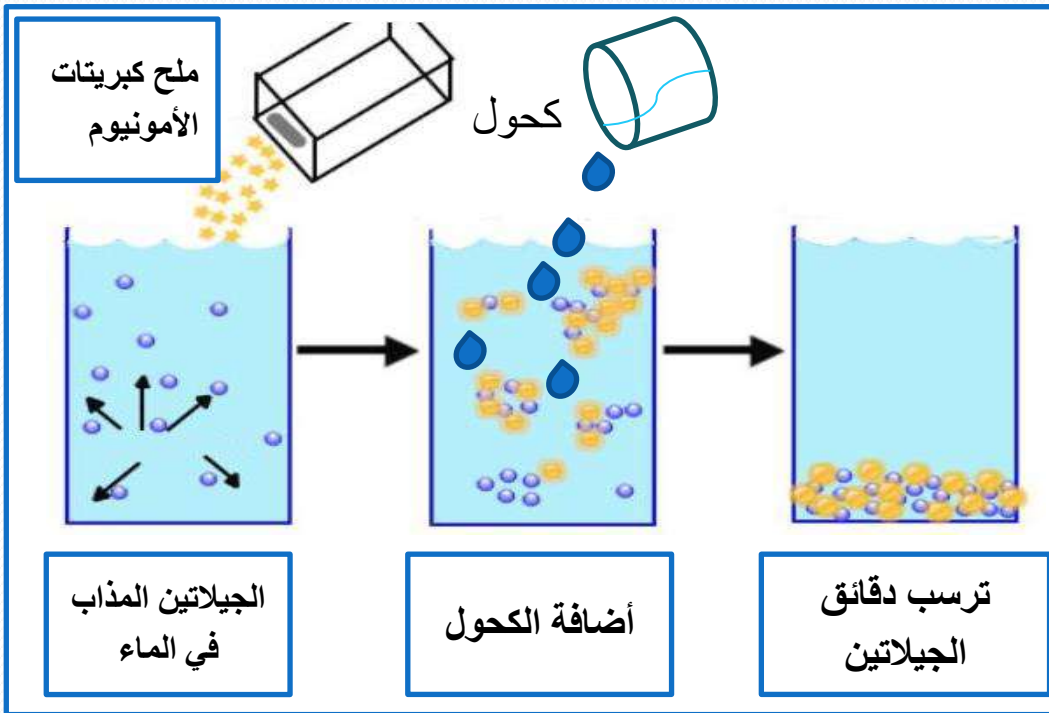 ملح كبريتات
الأمونيوم
كحول
الجيلاتين المذاب
في الماء
أضافة الكحول
ترسب دقائق
الجيلاتين